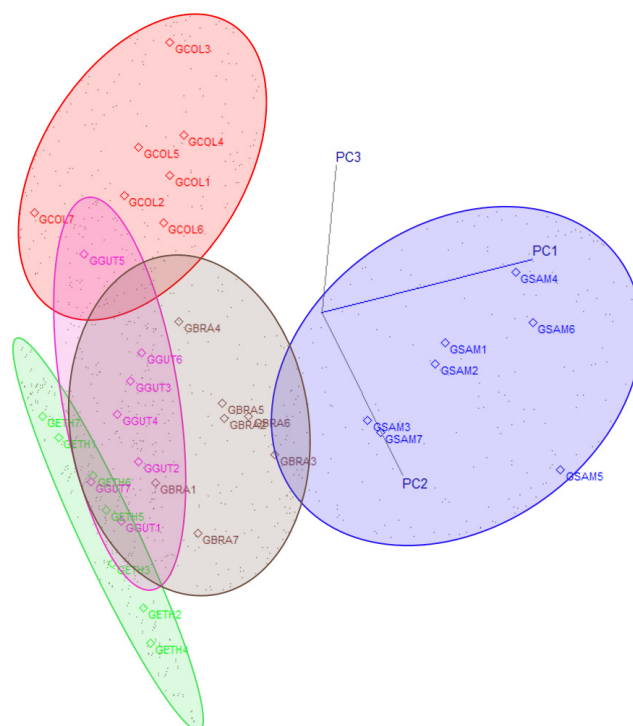 GCOL3
GCOL4
GCOL5
PC3
GCOL1
GCOL2
GCOL7
GCOL6
PC1
GGUT5
GSAM4
GBRA4
GSAM6
GSAM1
GGUT6
GSAM2
GGUT3
GBRA5
GGUT4
GETH7
GBRA2
GBRA6
GSAM3
GSAM7
GETH1
GBRA3
GGUT2
GSAM5
GETH6
PC2
GGUT7
GBRA1
GETH5
GGUT1
GBRA7
GETH3
GETH2
GETH4